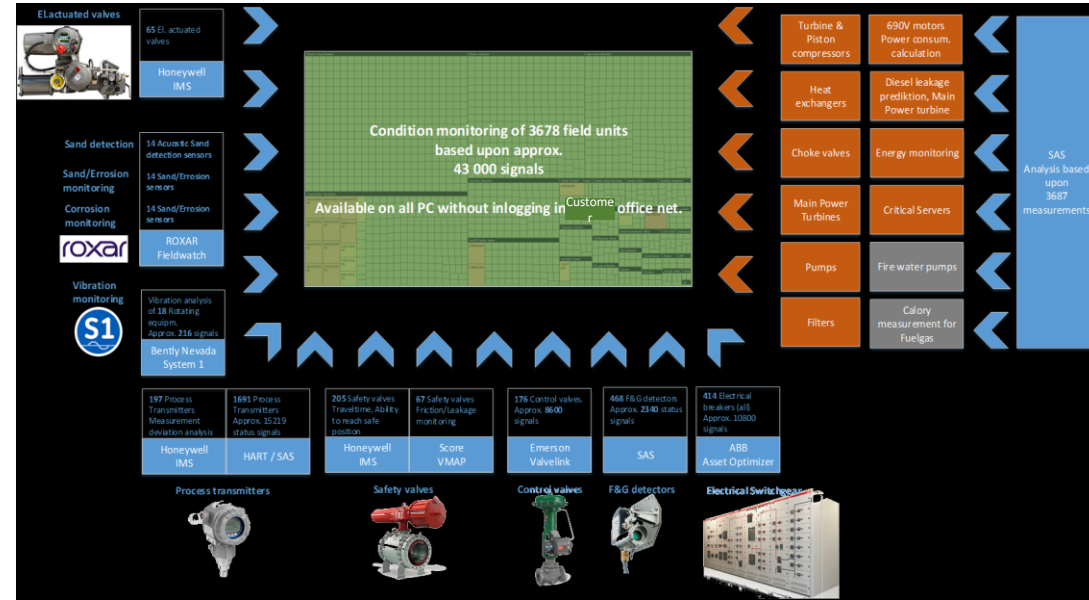 El.actuated valves
65 El. actuated
valves
Honeywell
IMS
Sand detection
Sand/Errosion
monitoring
Corrosion
monitoring
roxar
14 Acuostic Sand
detection sensors
14 Sand/Errosion
sensors
14 Sand/Errosion
sensors
ROXAR
Fieldwatch
Vibration
monitoring
S1
Vibration analysis
of 18 Rotating
equipm.
Approx. 216 signals
Bently Nevada
System 1
Condition monitoring of 3678 field units
based upon approx.
43 000 signals
Available on all PC without inlogging in Custome
r office net.
Turbine &
Piston
compressors
690V motors
Power consum.
calculation
Heat
exchangers
Diesel leakage
prediktion, Main
Power turbine
Choke valves
Energy monitoring
Main Power
Turbines
Critical Servers
Pumps
Fire water pumps
Filters
Calory
measurement for
Fuelgas
SAS
Analysis based
upon
3687
measurements
197 Process
Transmitters
Measurement
deviation analysis
Honeywell
IMS
1691 Process
Transmitters
Approx. 15219
status signals
HART / SAS
205 Safety valves
Traveltime, Ability
to reach safe
position
Honeywell
IMS
67 Safety valves
Friction/Leakage
monitoring
Score
VMAP
176 Control valves.
Approx. 8600
signals
Emerson
Valvelink
468 F&G detectors
Approx. 2340 status
signals
SAS
414 Electrical
breakers (all)
Approx. 10800
signals
ABB
Asset Optimizer
Process transmitters
Safety valves
Control valves
F&G detectors
Electrical Switchgear